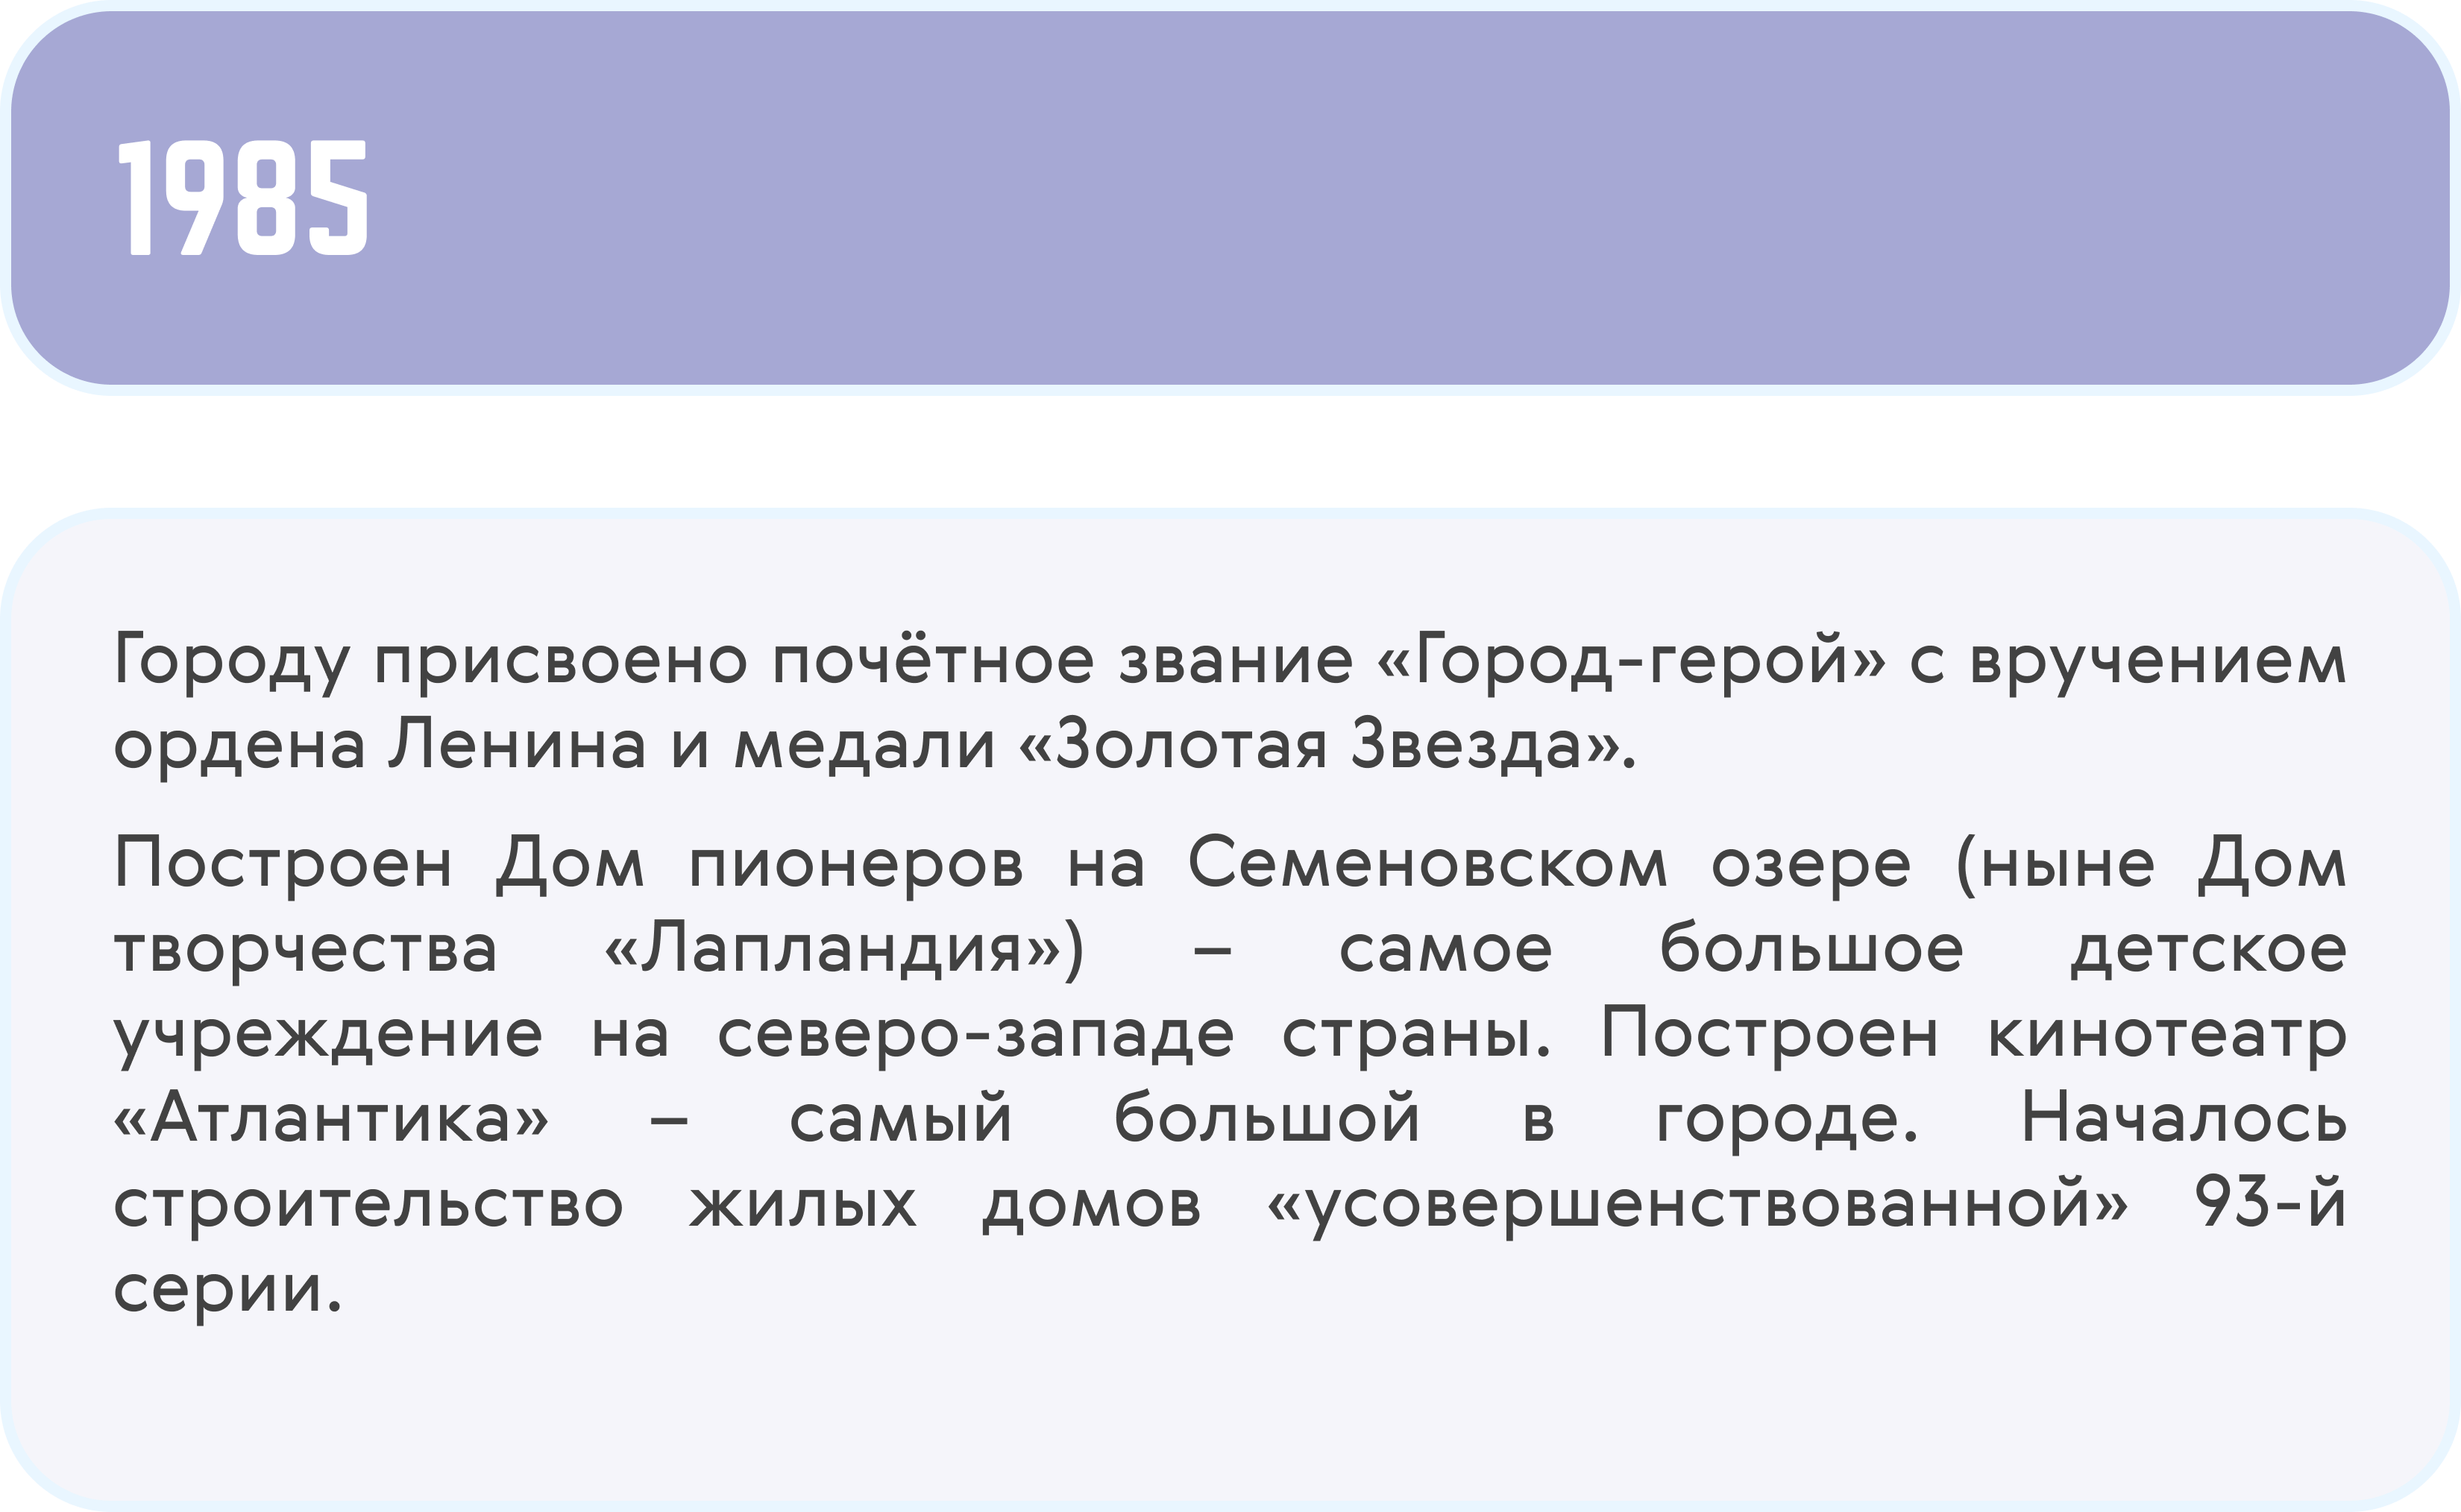 1985
Городу присвоено почётное звание «Город-герой» с вручением
ордена Ленина и медали «Золотая Звезда».
Построен Дом пионеров на Семеновском озере (ныне Дом
творчества «Лапландия») – самое большое детское
учреждение на северо-западе страны. Построен кинотеатр
«Атлантика» – самый большой в городе. Началось
строительство жилых домов «усовершенствованной» 93-й
серии.